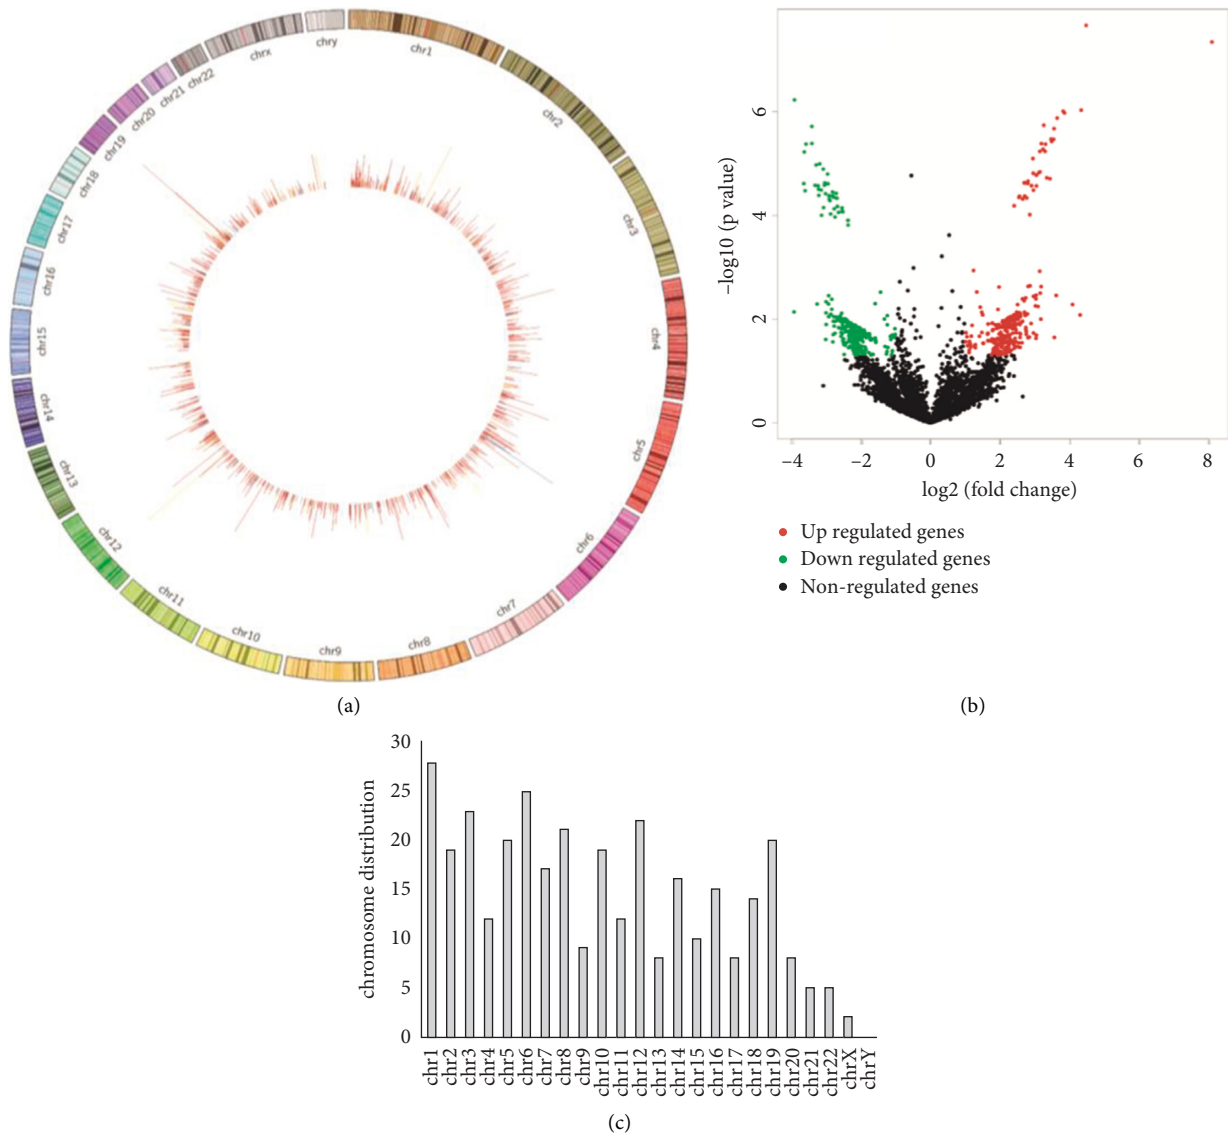 chr1
chr2
chr3
chr4
chr5
chr6
chr7
chr8
chr9
chr10
chr11
chr12
chr13
chr14
chr15
chr16
chr17
chr18
chr19
chr20
chr21
chr22
chrx
chry
(a)
−log10 (p value)
6
4
2
0
−4 −2 0 2 4 6 8
log2 (fold change)
Up regulated genes
Down regulated genes
Non-regulated genes
(b)
chromosome distribution
30
25
20
15
10
5
0
chr1 chr2 chr3 chr4 chr5 chr6 chr7 chr8 chr9 chr10 chr11 chr12 chr13 chr14 chr15 chr16 chr17 chr18 chr19 chr20 chr21 chr22 chrX chrY
(c)